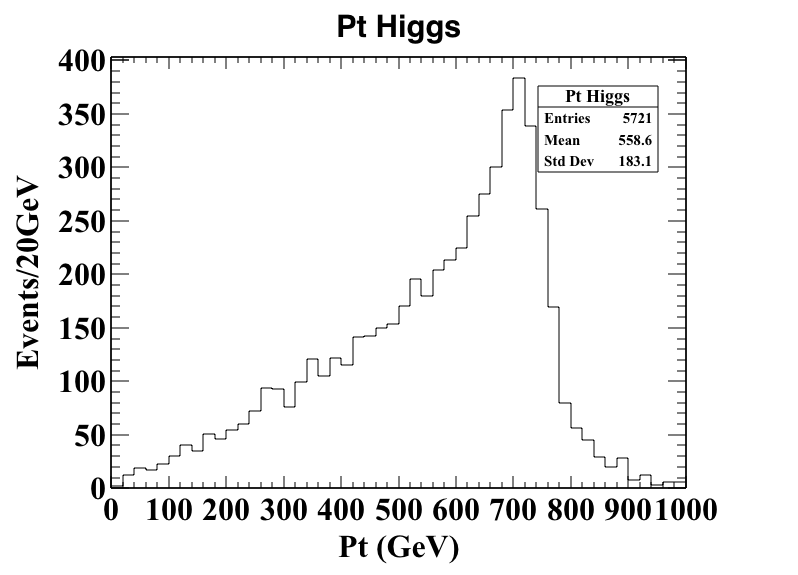 Pt Higgs
400
350
300
250
200
150
100
50
0
Events/20GeV
Pt Higgs
Entries 5721
Mean 558.6
Std Dev 183.1
0 100 200 300 400 500 600 700 800 900 1000
Pt (GeV)